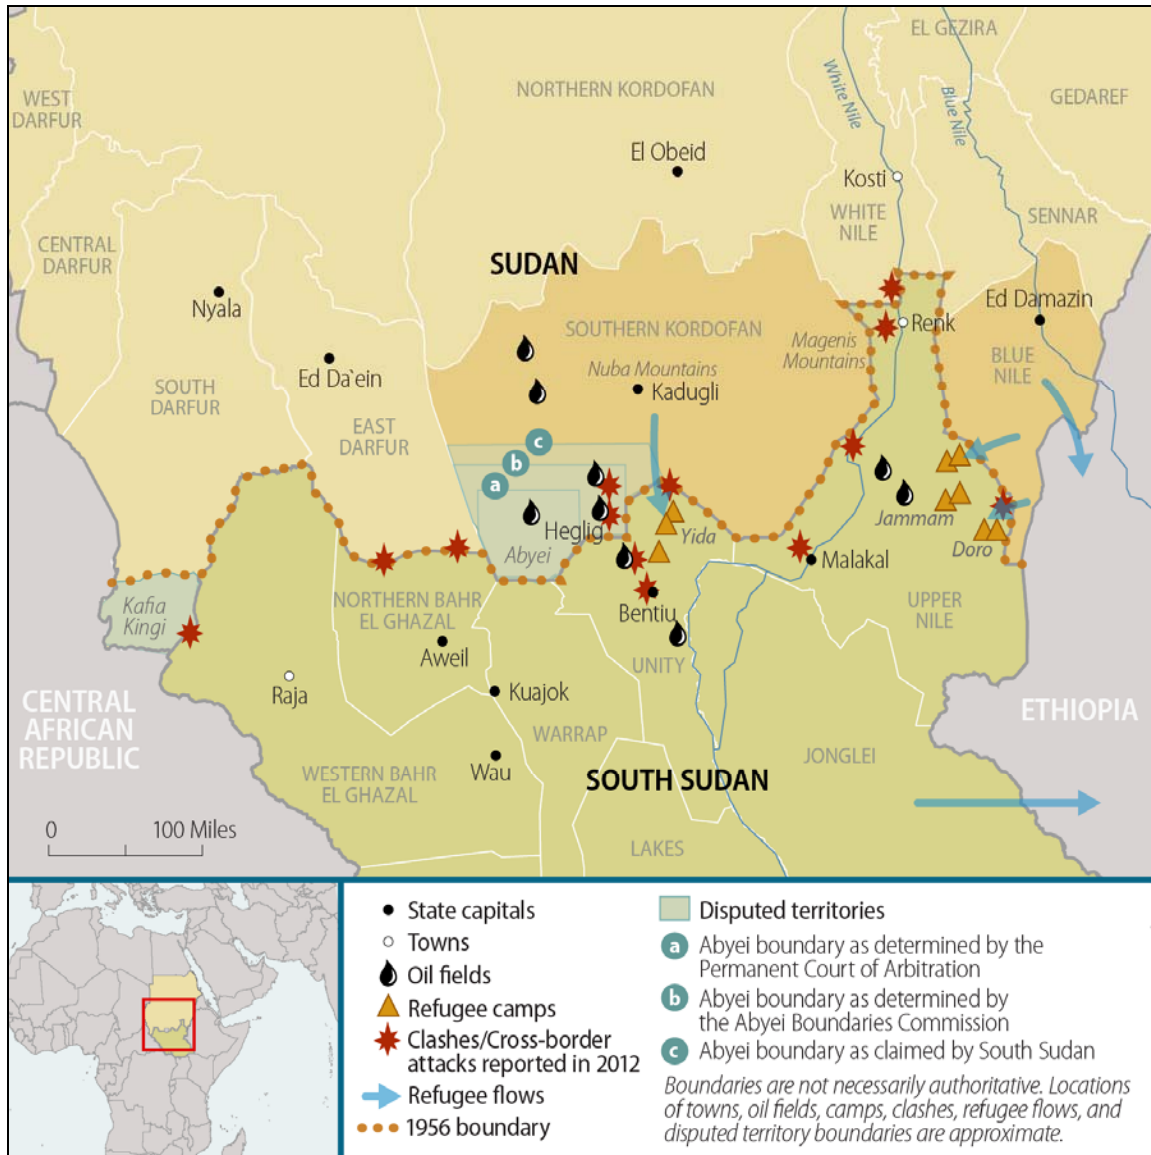 EL GEZIRA
WEST
DARFUR
NORTHERN KORDOFAN
White Nile
Blue Nile
GEDAREF
El Obeid
Kosti
WHITE
NILE
SENNAR
CENTRAL
DARFUR
SUDAN
Nyala
Ed Damazin
SOUTHERN KORDOFAN
Renk
Magenis
Mountains
BLUE
NILE
Ed Da`ein
Nuba Mountains
Kadugli
SOUTH
DARFUR
EAST
DARFUR
c
b
a
Heglig
Abyei
Yida
Jammam
Doro
Malakal
Kafia
Kingi
NORTHERN BAHR
EL GHAZAL
Bentiu
UPPER
NILE
Aweil
UNITY
Raja
Kuajok
CENTRAL
AFRICAN
REPUBLIC
ETHIOPIA
WARRAP
JONGLEI
Wau
WESTERN BAHR
EL GHAZAL
SOUTH SUDAN
0 100 Miles
LAKES
State capitals
Towns
Oil fields
Refugee camps
Clashes/Cross-border
attacks reported in 2012
Refugee flows
1956 boundary
Disputed territories
a Abyei boundary as determined by the
Permanent Court of Arbitration
b Abyei boundary as determined by
the Abyei Boundaries Commission
c Abyei boundary as claimed by South Sudan
Boundaries are not necessarily authoritative. Locations
of towns, oil fields, camps, clashes, refugee flows, and
disputed territory boundaries are approximate.